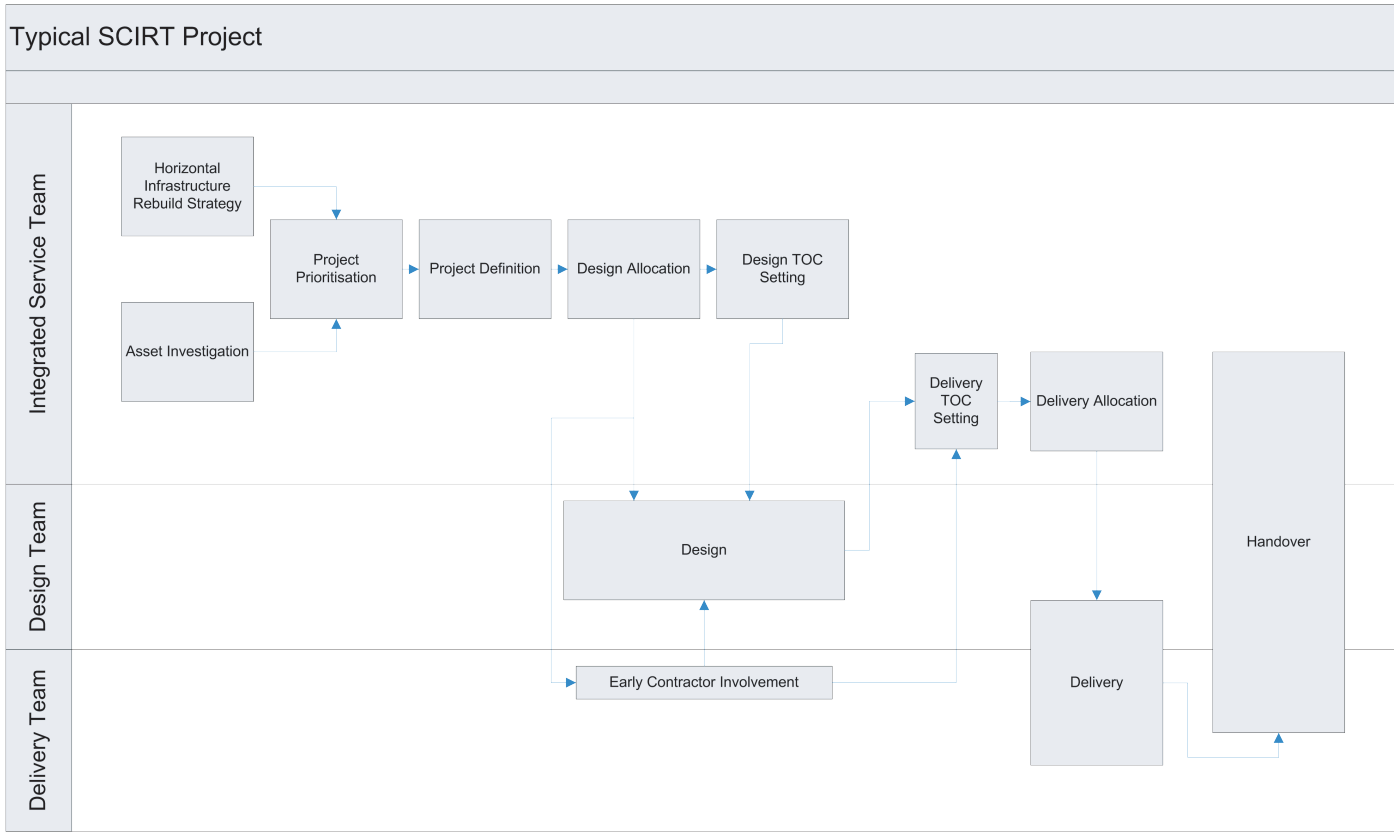 Typical SCIRT Project
Integrated Service Team
Horizontal
Infrastructure
Rebuild Strategy
Asset Investigation
Project
Prioritisation
Project Definition
Design Allocation
Design TOC
Setting
Delivery
TOC
Setting
Delivery Allocation
Handover
Design Team
Design
Delivery Team
Early Contractor Involvement
Delivery